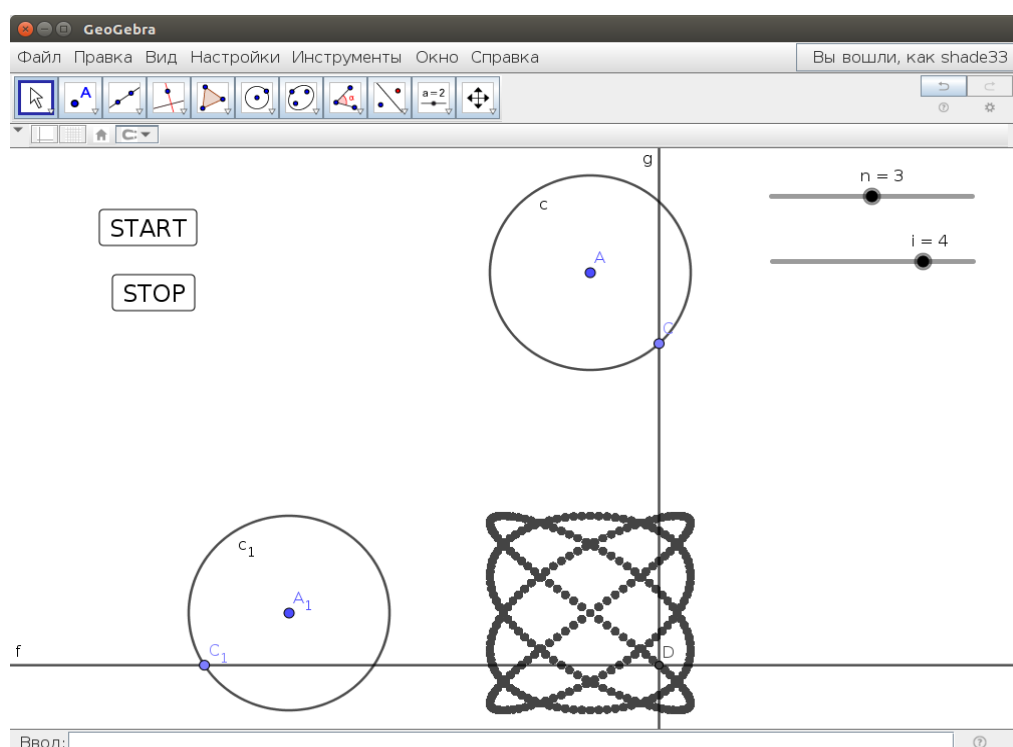 GeoGebra
Файл Правка Вид Настройки Инструменты Окно Справка
Вы вошли, как shade33
A
α
a=2
g
n = 3
c
START
i = 4
A
STOP
C
c1
A1
f
C1
D
Ввод: